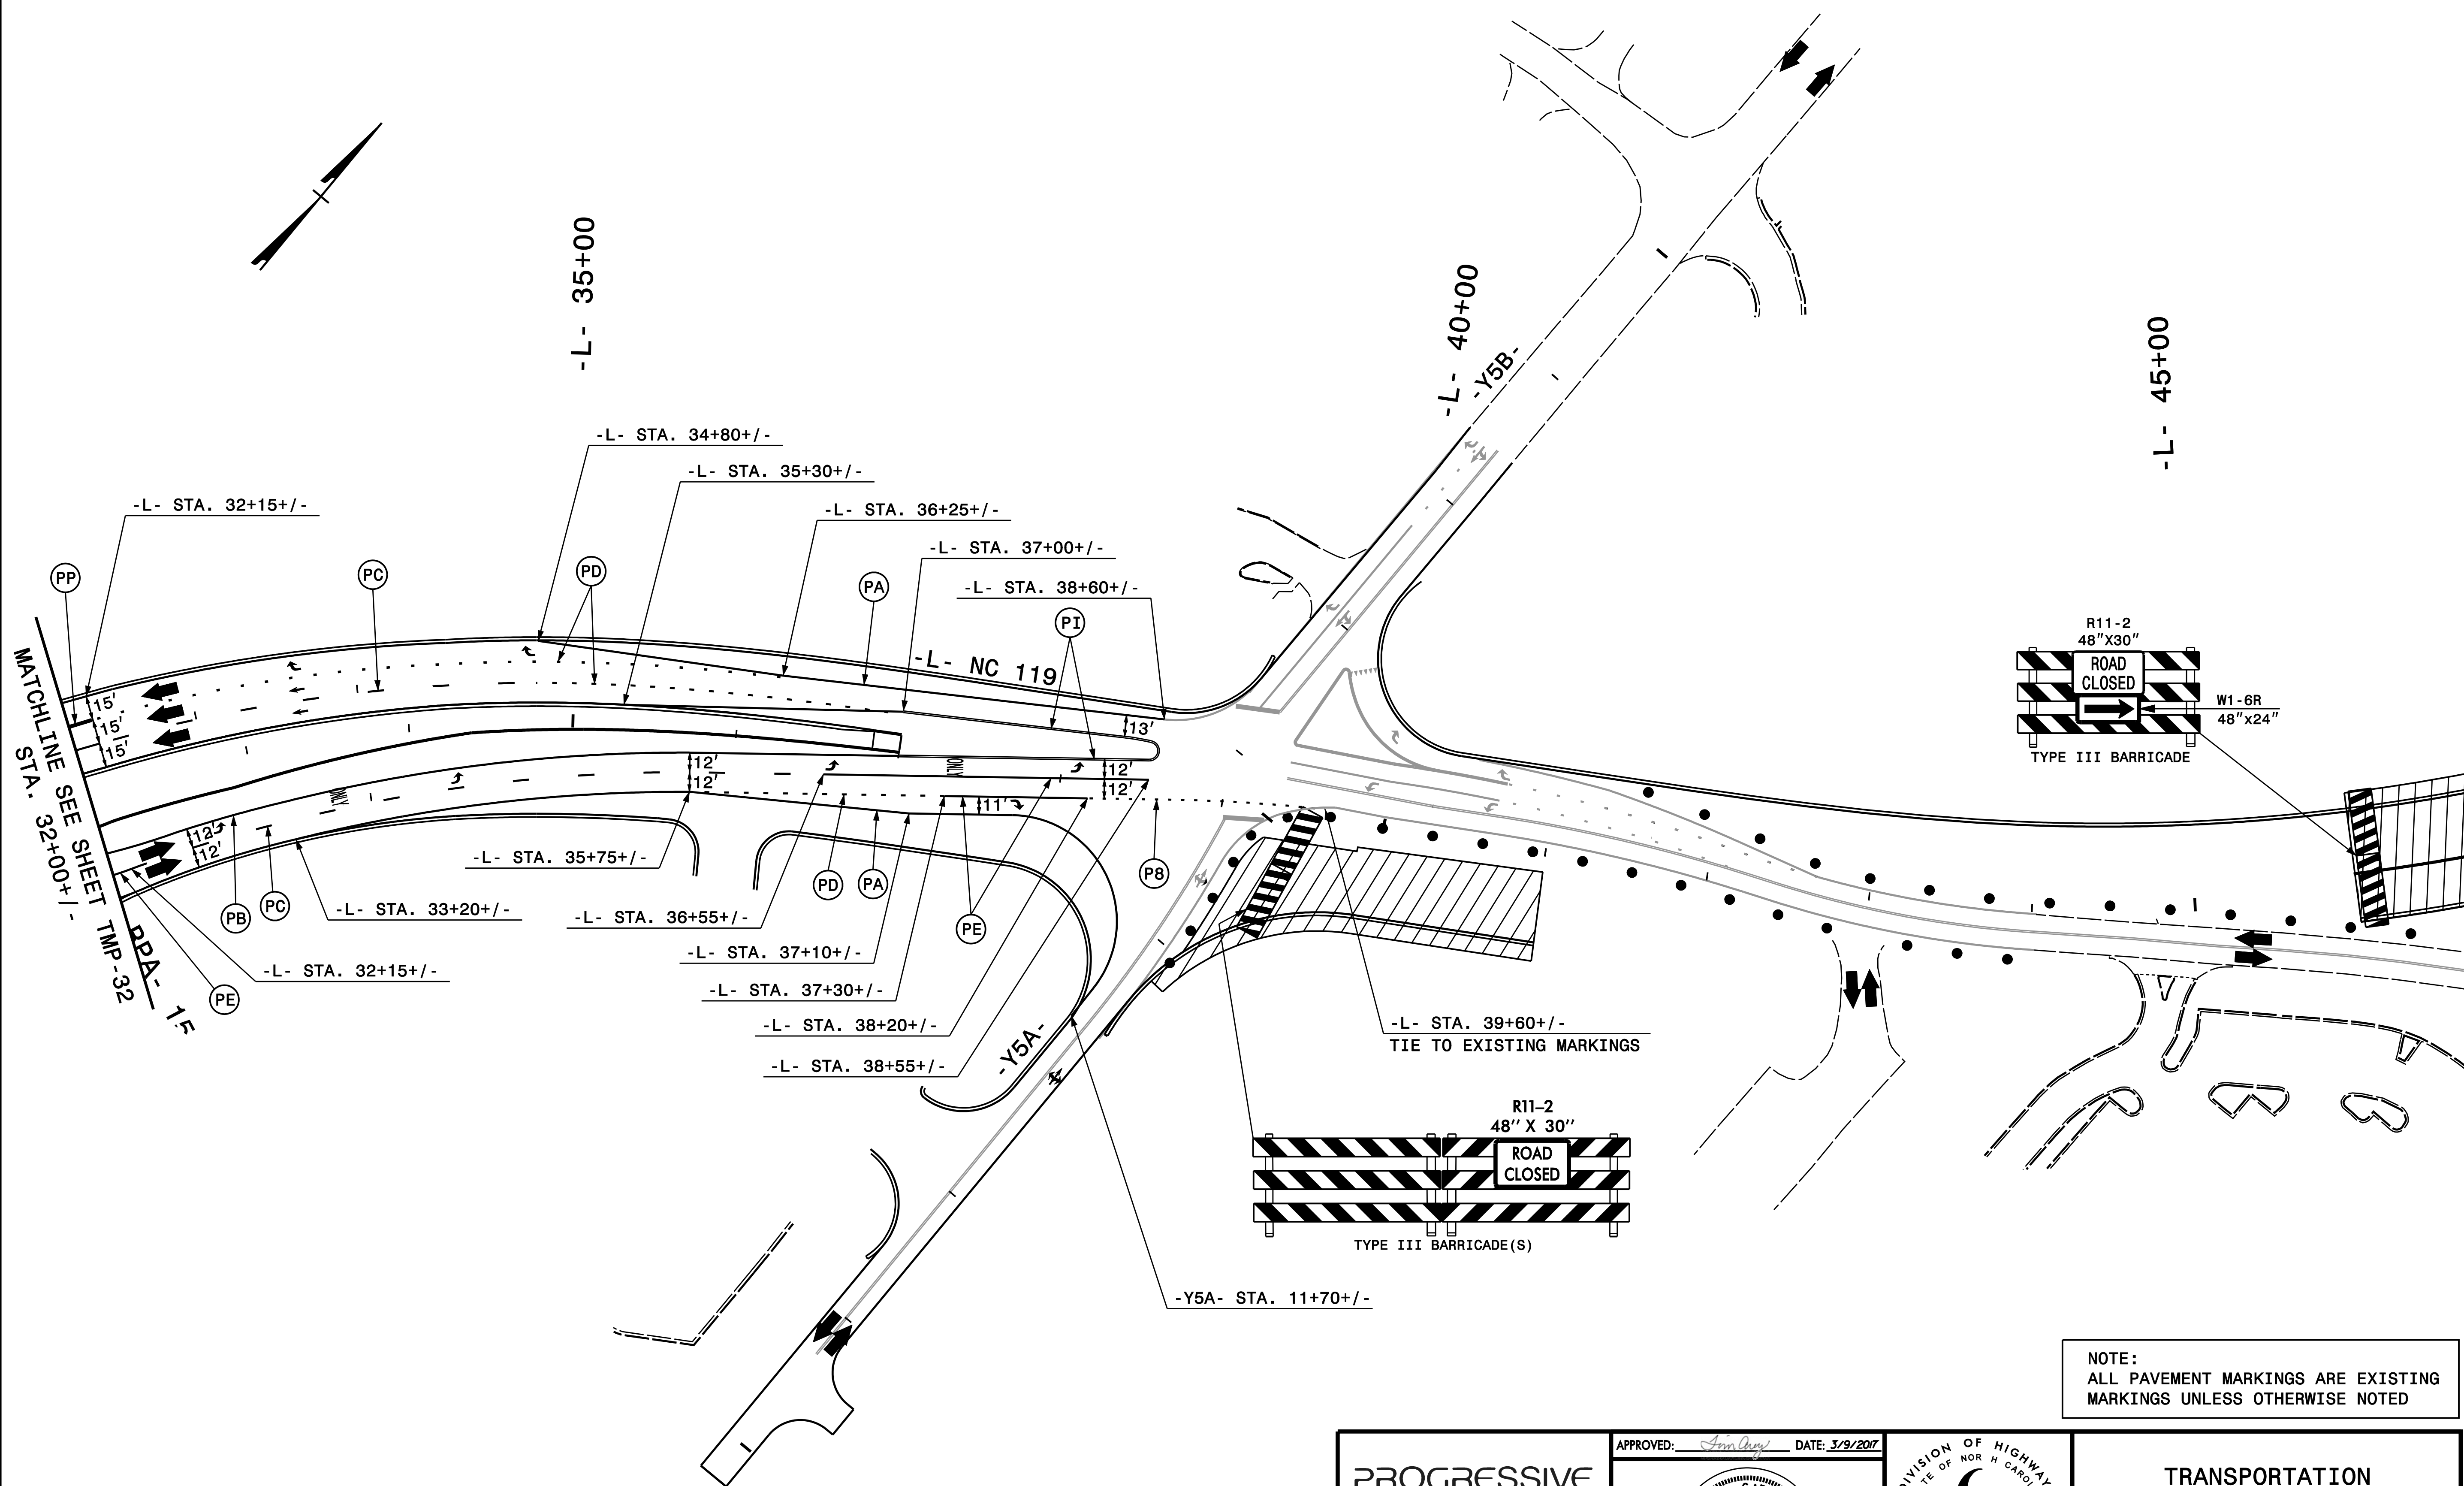 -L- 35+00
-L- 40+00
-Y5B-
-L- 45+00
-L- STA. 34+80+/-
-L- STA. 35+30+/-
-L- STA. 32+15+/-
-L- STA. 36+25+/-
-L- STA. 37+00+/-
-L- STA. 38+60+/-
PP
PC
PD
PA
PI
-L- NC 119
MATCHLINE SEE SHEET TMP-32
STA. 32+00+/-
15'
15'
15'
13'
12'
12'
ONLY
12'
12'
11'
12'
12'
ONLY
R11-2
48"X30"
ROAD
CLOSED
W1-6R
48"x24"
TYPE III BARRICADE
-L- STA. 35+75+/-
PD
PA
P8
PB
PC
-L- STA. 33+20+/-
-L- STA. 36+55+/-
PE
-L- STA. 37+10+/-
RPA- 15
-L- STA. 32+15+/-
PE
-L- STA. 37+30+/-
-L- STA. 38+20+/-
-L- STA. 38+55+/-
-Y5A-
-L- STA. 39+60+/-
TIE TO EXISTING MARKINGS
R11-2
48" X 30"
ROAD
CLOSED
TYPE III BARRICADE(S)
-Y5A- STA. 11+70+/-
NOTE:
ALL PAVEMENT MARKINGS ARE EXISTING
MARKINGS UNLESS OTHERWISE NOTED
APPROVED: DATE: 3/9/2017
PROGRESSIVE
TRANSPORTATION